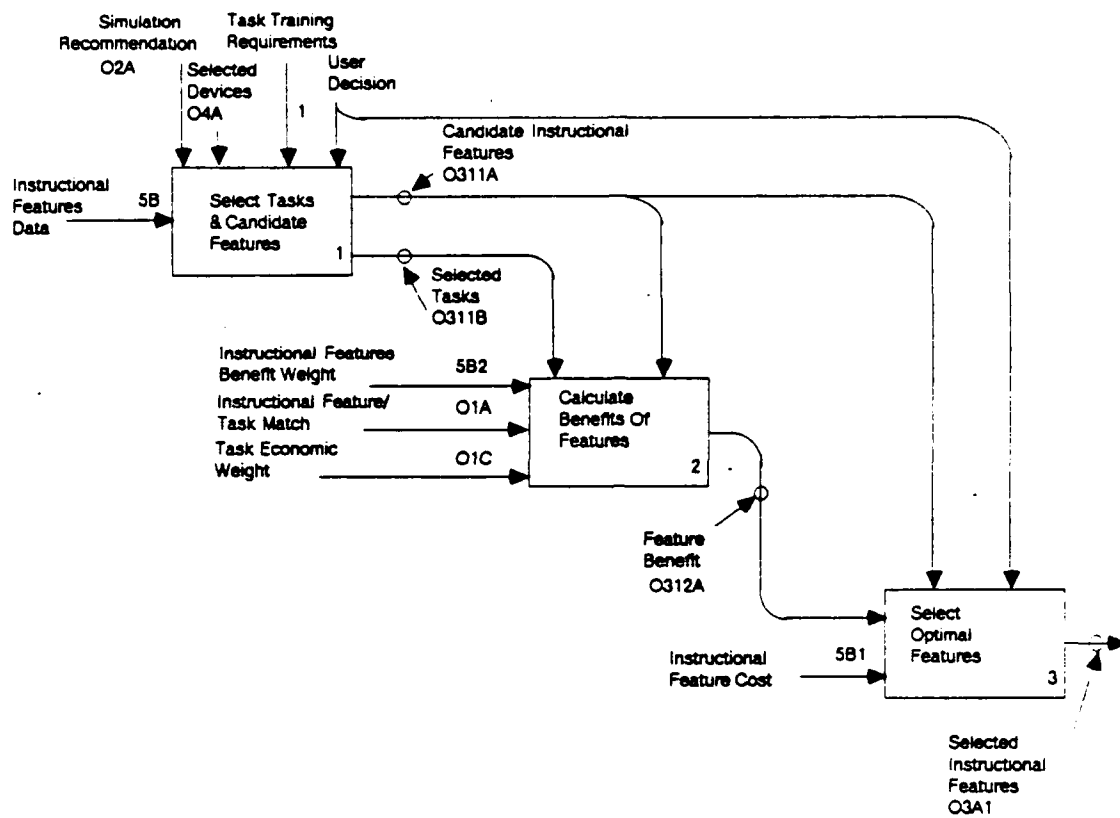 Simulation
Recommendation
O2A
Task Training
Requirements
Selected
Devices
O4A
1
User
Decision
Candidate Instructional
Features
O311A
Instructional
Features
Data
5B
Select Tasks
& Candidate
Features
1
Selected
Tasks
O311B
Instructional Features
Benefit Weight
5B2
Instructional Feature/
Task Match
O1A
Task Economic
Weight
O1C
Calculate
Benefits Of
Features
2
Feature
Benefit
O312A
Select
Optimal
Features
3
Instructional
Feature Cost
5B1
Selected
Instructional
Features
O3A1